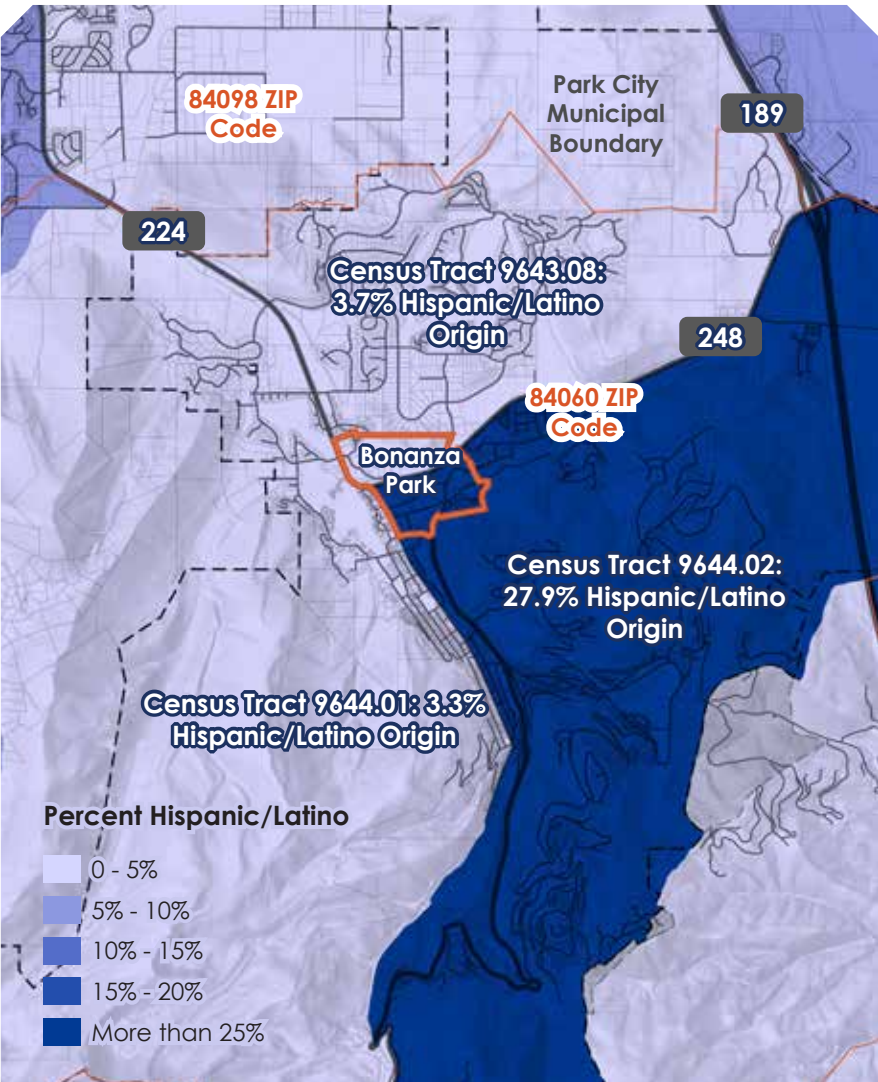 84098 ZIP
Code
Park City
Municipal
Boundary
189
224
Census Tract 9643.08:
3.7% Hispanic/Latino
Origin
248
84060 ZIP
Code
Bonanza
Park
Census Tract 9644.02:
27.9% Hispanic/Latino
Origin
Census Tract 9644.01: 3.3%
Hispanic/Latino Origin
Percent Hispanic/Latino
0 - 5%
5% - 10%
10% - 15%
15% - 20%
More than 25%